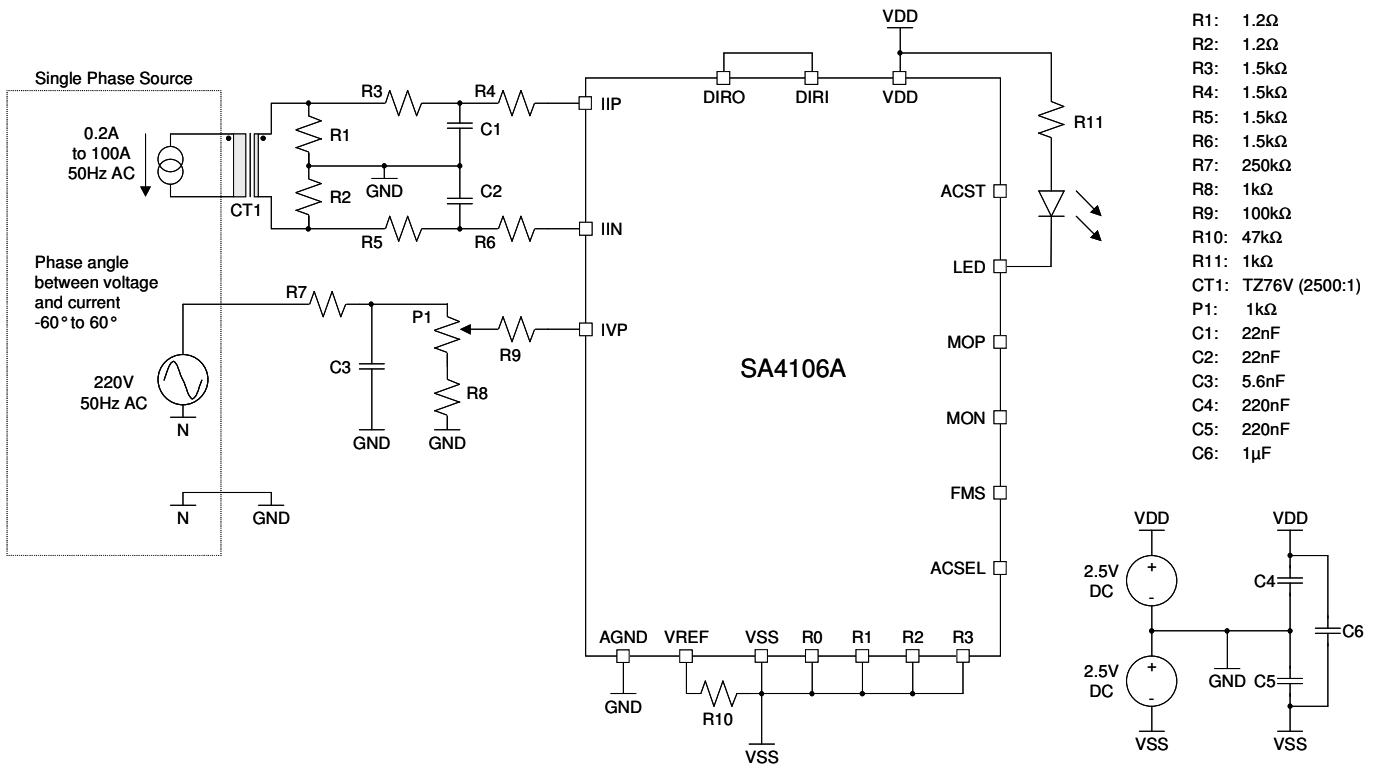 VDD
R1: 1.2Ω
R2: 1.2Ω
R3: 1.5kΩ
R4: 1.5kΩ
R5: 1.5kΩ
R6: 1.5kΩ
R7: 250kΩ
R8: 1kΩ
R9: 100kΩ
R10: 47kΩ
R11: 1kΩ
CT1: TZ76V (2500:1)
P1: 1kΩ
C1: 22nF
C2: 22nF
C3: 5.6nF
C4: 220nF
C5: 220nF
C6: 1µF
Single Phase Source
0.2A
to 100A
50Hz AC
CT1
R1
R2
R3
R4
C1
GND
C2
R5
R6
IIP
IIN
DIRO
DIRI
VDD
R11
ACST
LED
Phase angle
between voltage
and current
-60° to 60°
R7
P1
R9
IVP
C3
R8
220V
50Hz AC
N
GND
GND
N
GND
SA4106A
MOP
MON
FMS
ACSEL
AGND
VREF
VSS
R0
R1
R2
R3
GND
R10
VSS
VDD
VDD
2.5V
DC
+
-
C4
C6
2.5V
DC
+
-
GND
C5
VSS
VSS